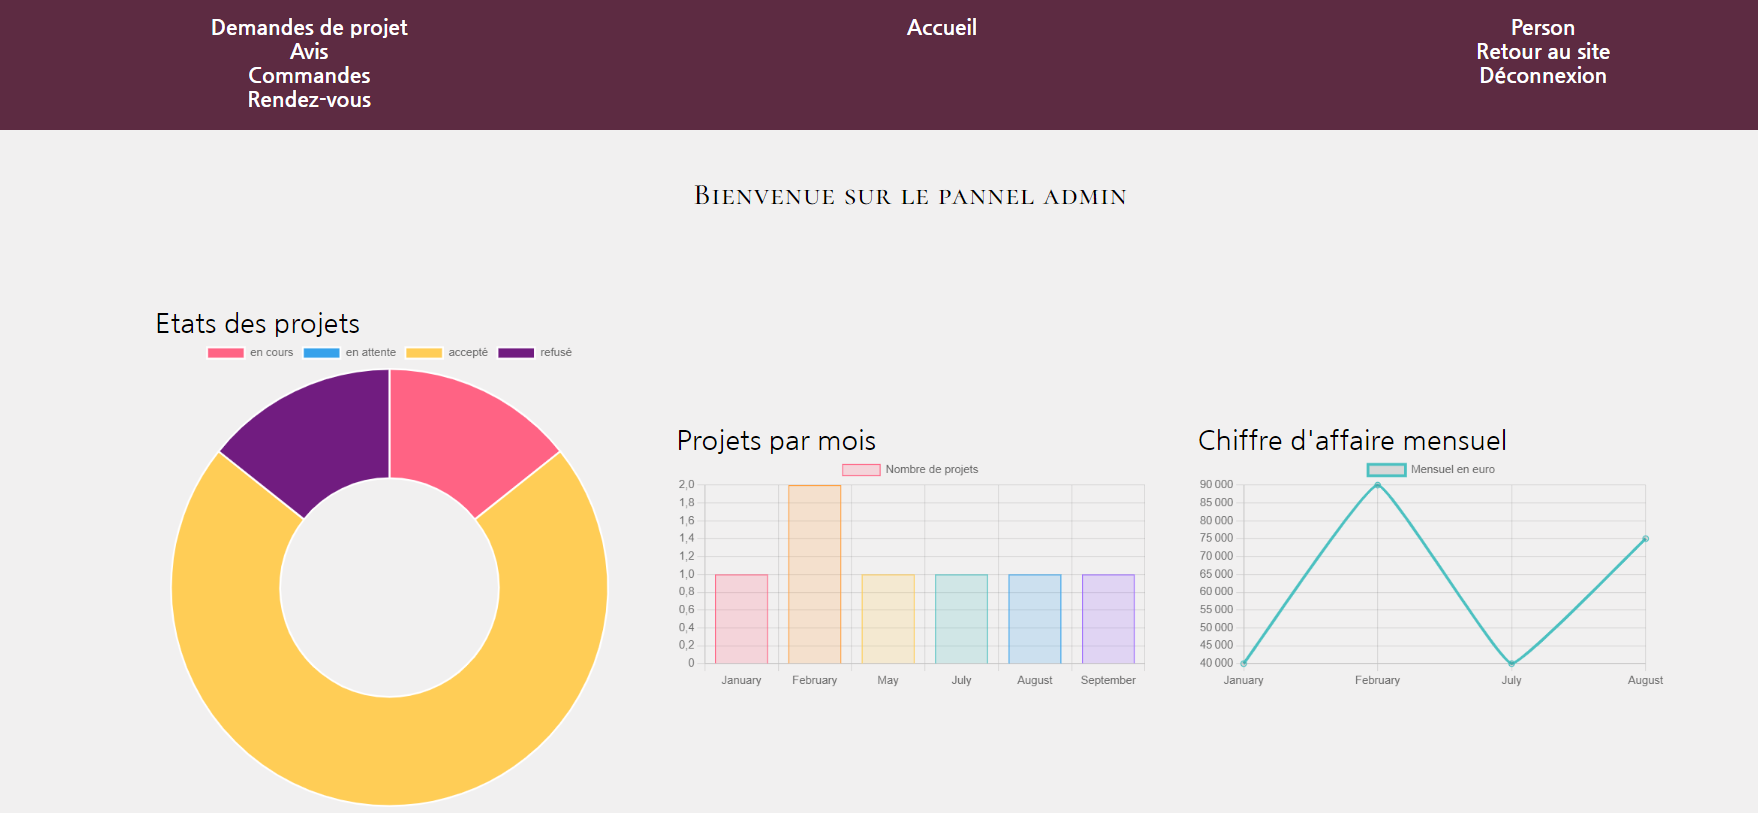 Demandes de projet
Avis
Commandes
Rendez-vous
Accueil
Person
Retour au site
Déconnexion
Bienvenue sur le pannel admin
Etats des projets
en cours en attente accepté refusé
Projets par mois
Nombre de projets
2,0
1,8
1,6
1,4
1,2
1,0
0,8
0,6
0,4
0,2
0
January February May July August September
Chiffre d'affaire mensuel
Mensuel en euro
90 000
85 000
80 000
75 000
70 000
65 000
60 000
55 000
50 000
45 000
40 000
January February July August